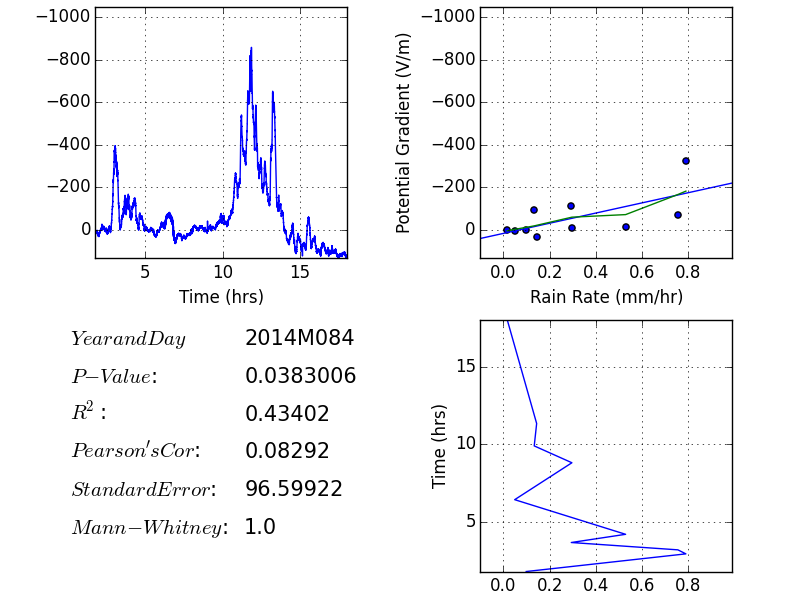 −1000
−800
−600
−400
−200
0
5 10 15
Time (hrs)
Potential Gradient (V/m)
−1000
−800
−600
−400
−200
0
0.0 0.2 0.4 0.6 0.8
Rain Rate (mm/hr)
YearandDay 2014M084
P−Value: 0.0383006
R²: 0.43402
Pearson'sCor: 0.08292
StandardError: 96.59922
Mann−Whitney: 1.0
Time (hrs)
15
10
5
0.0 0.2 0.4 0.6 0.8